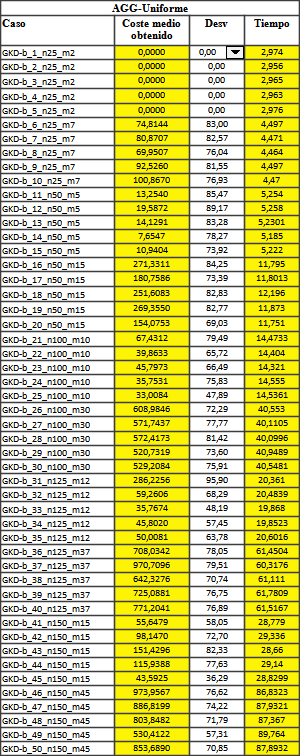 AGG-Uniforme
Caso Coste medio obtenido Desv Tiempo
GKD-b_1_n25_m2 0,0000 0,00 2,974
GKD-b_2_n25_m2 0,0000 0,00 2,956
GKD-b_3_n25_m2 0,0000 0,00 2,965
GKD-b_4_n25_m2 0,0000 0,00 2,963
GKD-b_5_n25_m2 0,0000 0,00 2,976
GKD-b_6_n25_m7 74,8144 83,00 4,497
GKD-b_7_n25_m7 80,8707 82,57 4,471
GKD-b_8_n25_m7 69,9507 76,04 4,464
GKD-b_9_n25_m7 92,5260 81,55 4,497
GKD-b_10_n25_m7 100,8670 76,93 4,47
GKD-b_11_n50_m5 13,2540 85,47 5,254
GKD-b_12_n50_m5 19,5872 89,17 5,258
GKD-b_13_n50_m5 14,1291 83,28 5,2301
GKD-b_14_n50_m5 7,6547 78,27 5,185
GKD-b_15_n50_m5 10,9404 73,92 5,222
GKD-b_16_n50_m15 271,3311 84,25 11,795
GKD-b_17_n50_m15 180,7586 73,39 11,8013
GKD-b_18_n50_m15 251,6083 82,83 12,196
GKD-b_19_n50_m15 269,3550 82,77 11,873
GKD-b_20_n50_m15 154,0753 69,03 11,751
GKD-b_21_n100_m10 67,4312 79,49 14,4733
GKD-b_22_n100_m10 39,8633 65,72 14,404
GKD-b_23_n100_m10 45,7973 66,49 14,321
GKD-b_24_n100_m10 35,7531 75,83 14,555
GKD-b_25_n100_m10 33,0084 47,89 14,5361
GKD-b_26_n100_m30 608,9846 72,29 40,553
GKD-b_27_n100_m30 571,7437 77,77 40,1105
GKD-b_28_n100_m30 572,4173 81,42 40,0996
GKD-b_29_n100_m30 520,7319 73,60 40,9489
GKD-b_30_n100_m30 529,2084 75,91 40,5481
GKD-b_31_n125_m12 286,2256 95,90 20,361
GKD-b_32_n125_m12 59,2606 68,29 20,4839
GKD-b_33_n125_m12 35,7674 48,19 19,868
GKD-b_34_n125_m12 45,8020 57,45 19,8523
GKD-b_35_n125_m12 50,0081 63,78 20,6016
GKD-b_36_n125_m37 708,0342 78,05 61,4504
GKD-b_37_n125_m37 970,7096 79,51 60,3176
GKD-b_38_n125_m37 642,3276 70,74 61,111
GKD-b_39_n125_m37 725,0881 76,75 61,7809
GKD-b_40_n125_m37 771,2041 76,89 61,5167
GKD-b_41_n150_m15 55,6479 58,05 28,779
GKD-b_42_n150_m15 98,1470 72,70 29,336
GKD-b_43_n150_m15 151,4296 82,33 28,66
GKD-b_44_n150_m15 115,9388 77,63 29,14
GKD-b_45_n150_m15 43,5925 36,29 28,8299
GKD-b_46_n150_m45 973,9567 76,62 86,8323
GKD-b_47_n150_m45 886,8199 74,22 87,9321
GKD-b_48_n150_m45 803,8482 71,79 87,367
GKD-b_49_n150_m45 530,4122 57,31 89,764
GKD-b_50_n150_m45 853,6890 70,85 87,8932